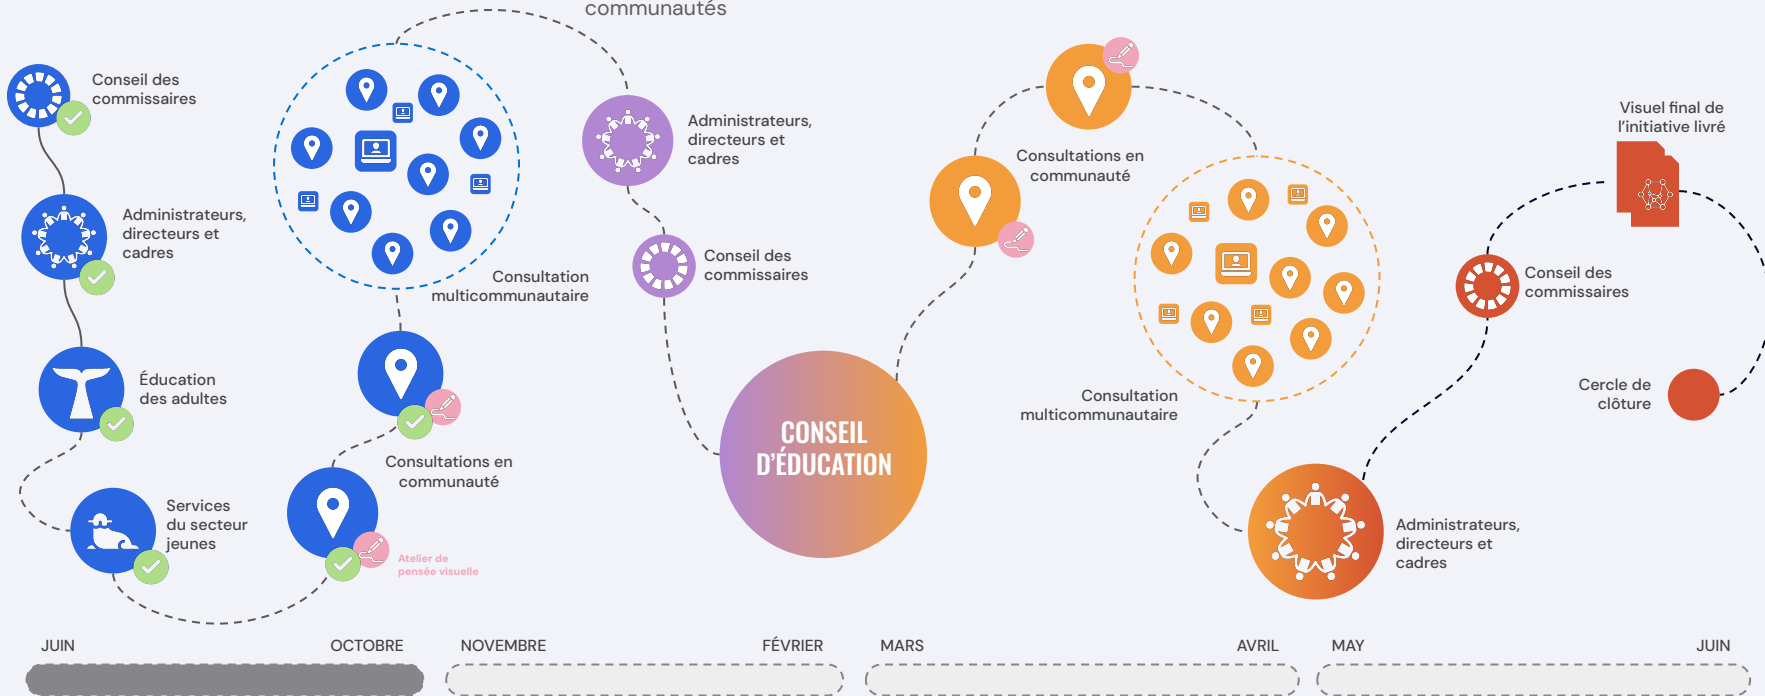 communautés
Conseil des
commissaires
Administrateurs,
directeurs et
cadres
Éducation
des adultes
Services
du secteur
jeunes
Atelier de
pensée visuelle
Consultations en
communauté
Consultation
multicommunautaire
Administrateurs,
directeurs et
cadres
Conseil des
commissaires
CONSEIL
D'ÉDUCATION
Consultations en
communauté
Consultation
multicommunautaire
Administrateurs,
directeurs et
cadres
Conseil des
commissaires
Visuel final de
l'initiative livré
Cercle de
clôture
JUIN
OCTOBRE
NOVEMBRE
FÉVRIER
MARS
AVRIL
MAY
JUIN